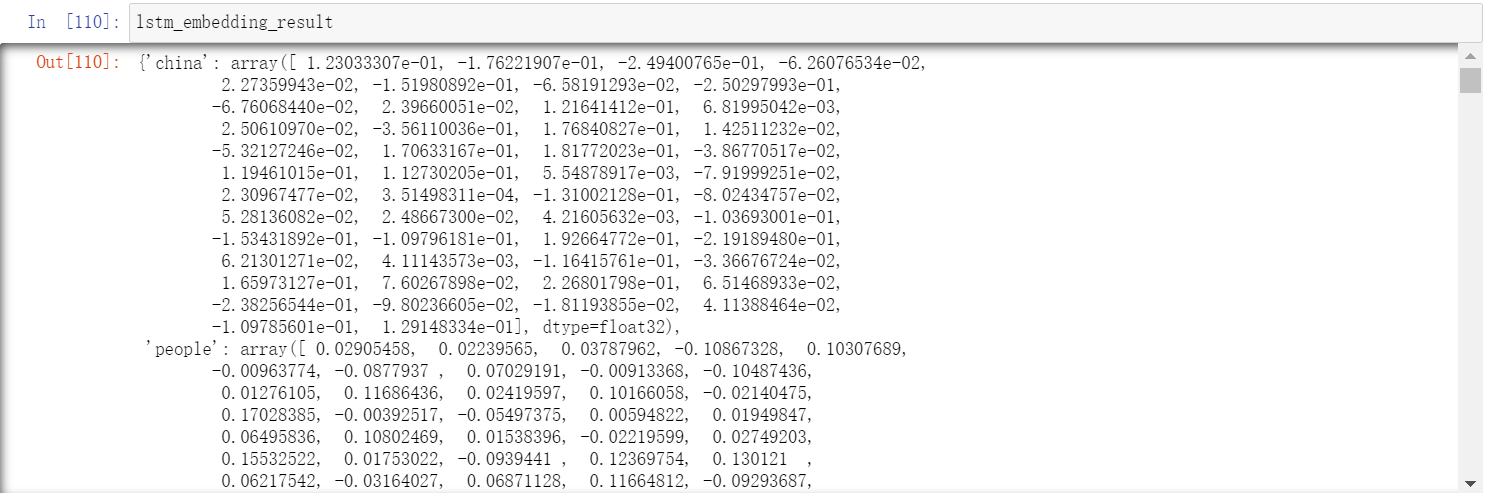 In [110]: lstm_embedding_result
Out[110]: {'china': array([ 1.23033307e-01, -1.76221907e-01, -2.49400765e-01, -6.26076534e-02,
2.27359943e-02, -1.51980892e-01, -6.58191293e-02, -2.50297993e-01,
-6.76068440e-02, 2.39660051e-02, 1.21641412e-01, 6.81995042e-03,
2.50610970e-02, -3.56110036e-01, 1.76840827e-01, 1.42511232e-02,
-5.32127246e-02, 1.70633167e-01, 1.81772023e-01, -3.86770517e-02,
1.19461015e-01, 1.12730205e-01, 5.54878917e-03, -7.91999251e-02,
2.30967477e-02, 3.51498311e-04, -1.31002128e-01, -8.02434757e-02,
5.28136082e-02, 2.48667300e-02, 4.21605632e-03, -1.03693001e-01,
-1.53431892e-01, -1.09796181e-01, 1.92664772e-01, -2.19189480e-01,
6.21301271e-02, 4.11143573e-03, -1.16415761e-01, -3.36676724e-02,
1.65973127e-01, 7.60267898e-02, 2.26801798e-01, 6.51468933e-02,
-2.38256544e-01, -9.80236605e-02, -1.81193855e-02, 4.11388464e-02,
-1.09785601e-01, 1.29148334e-01], dtype=float32),
'people': array([ 0.02905458, 0.02239565, 0.03787962, -0.10867328, 0.10307689,
-0.00963774, -0.0877937 , 0.07029191, -0.00913368, -0.10487436,
0.01276105, 0.11686436, 0.02419597, 0.10166058, -0.02140475,
0.17028385, -0.00392517, -0.05497375, 0.00594822, 0.01949847,
0.06495836, 0.10802469, 0.01538396, -0.02219599, 0.02749203,
0.15532522, 0.01753022, -0.0939441 , 0.12369754, 0.130121 ,
0.06217542, -0.03164027, 0.06871128, 0.11664812, -0.09293687,